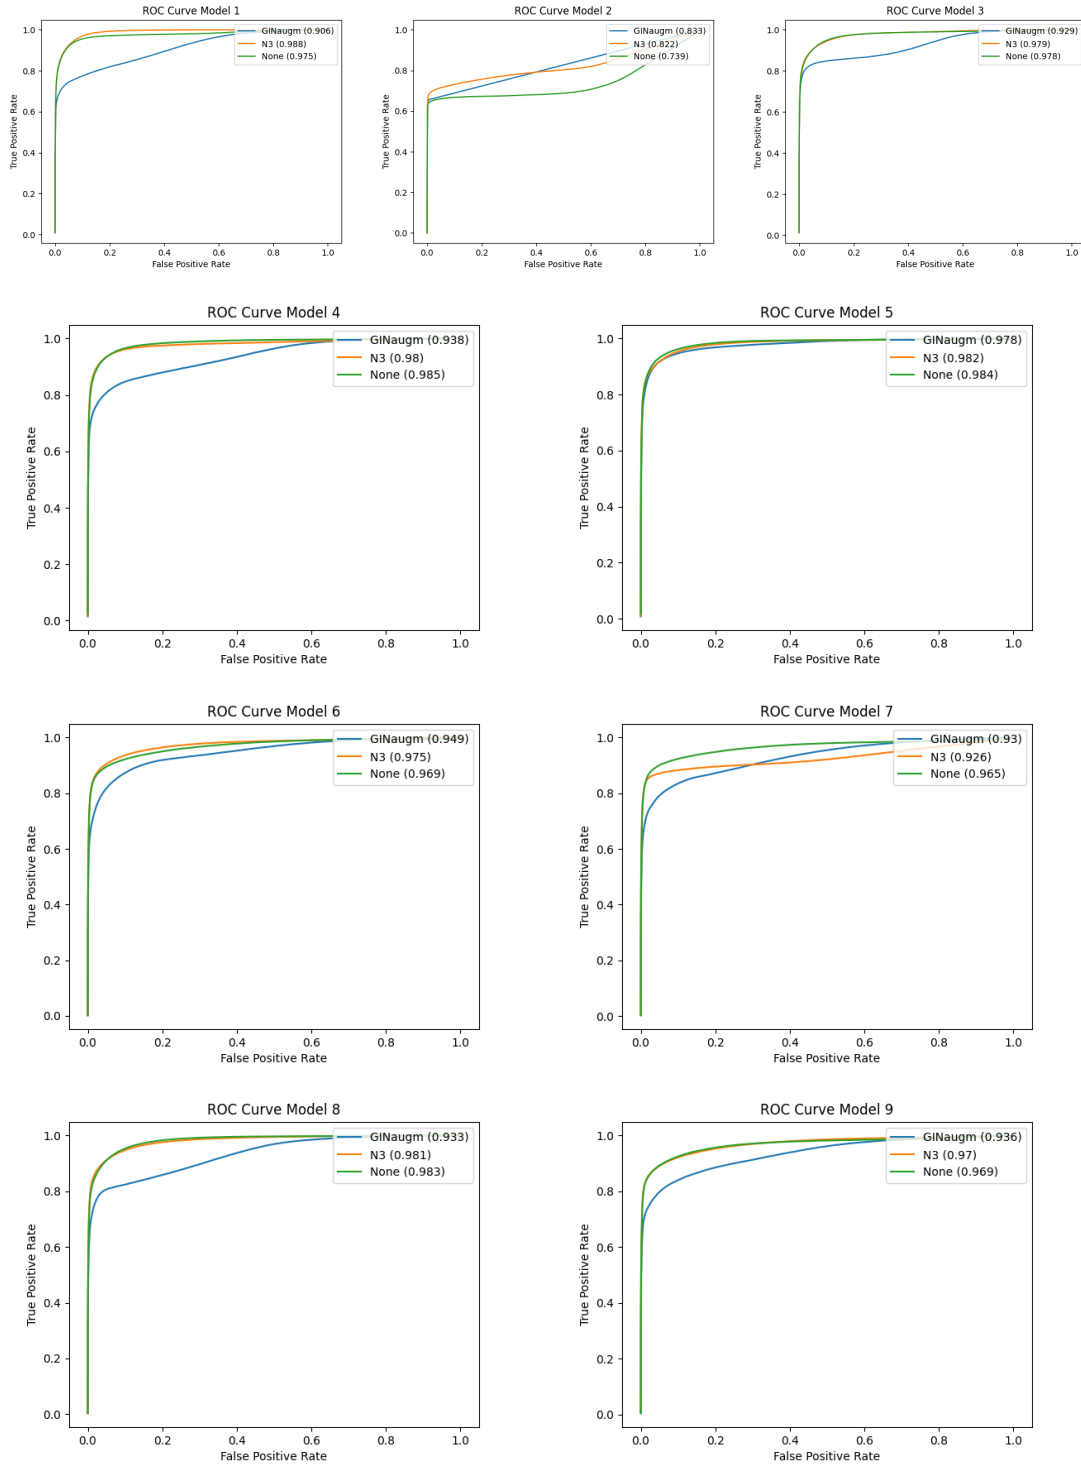 ROC Curve Model 1
GINaugm (0.906)
N3 (0.988)
None (0.975)
True Positive Rate
1.0
0.8
0.6
0.4
0.2
0.0
0.0 0.2 0.4 0.6 0.8 1.0
False Positive Rate
ROC Curve Model 2
GINaugm (0.833)
N3 (0.822)
None (0.739)
True Positive Rate
1.0
0.8
0.6
0.4
0.2
0.0
0.0 0.2 0.4 0.6 0.8 1.0
False Positive Rate
ROC Curve Model 3
GINaugm (0.929)
N3 (0.979)
None (0.978)
True Positive Rate
1.0
0.8
0.6
0.4
0.2
0.0
0.0 0.2 0.4 0.6 0.8 1.0
False Positive Rate
ROC Curve Model 4
GINaugm (0.938)
N3 (0.98)
None (0.985)
True Positive Rate
1.0
0.8
0.6
0.4
0.2
0.0
0.0 0.2 0.4 0.6 0.8 1.0
False Positive Rate
ROC Curve Model 5
GINaugm (0.978)
N3 (0.982)
None (0.984)
True Positive Rate
1.0
0.8
0.6
0.4
0.2
0.0
0.0 0.2 0.4 0.6 0.8 1.0
False Positive Rate
ROC Curve Model 6
GINaugm (0.949)
N3 (0.975)
None (0.969)
True Positive Rate
1.0
0.8
0.6
0.4
0.2
0.0
0.0 0.2 0.4 0.6 0.8 1.0
False Positive Rate
ROC Curve Model 7
GINaugm (0.93)
N3 (0.926)
None (0.965)
True Positive Rate
1.0
0.8
0.6
0.4
0.2
0.0
0.0 0.2 0.4 0.6 0.8 1.0
False Positive Rate
ROC Curve Model 8
GINaugm (0.933)
N3 (0.981)
None (0.983)
True Positive Rate
1.0
0.8
0.6
0.4
0.2
0.0
0.0 0.2 0.4 0.6 0.8 1.0
False Positive Rate
ROC Curve Model 9
GINaugm (0.936)
N3 (0.97)
None (0.969)
True Positive Rate
1.0
0.8
0.6
0.4
0.2
0.0
0.0 0.2 0.4 0.6 0.8 1.0
False Positive Rate